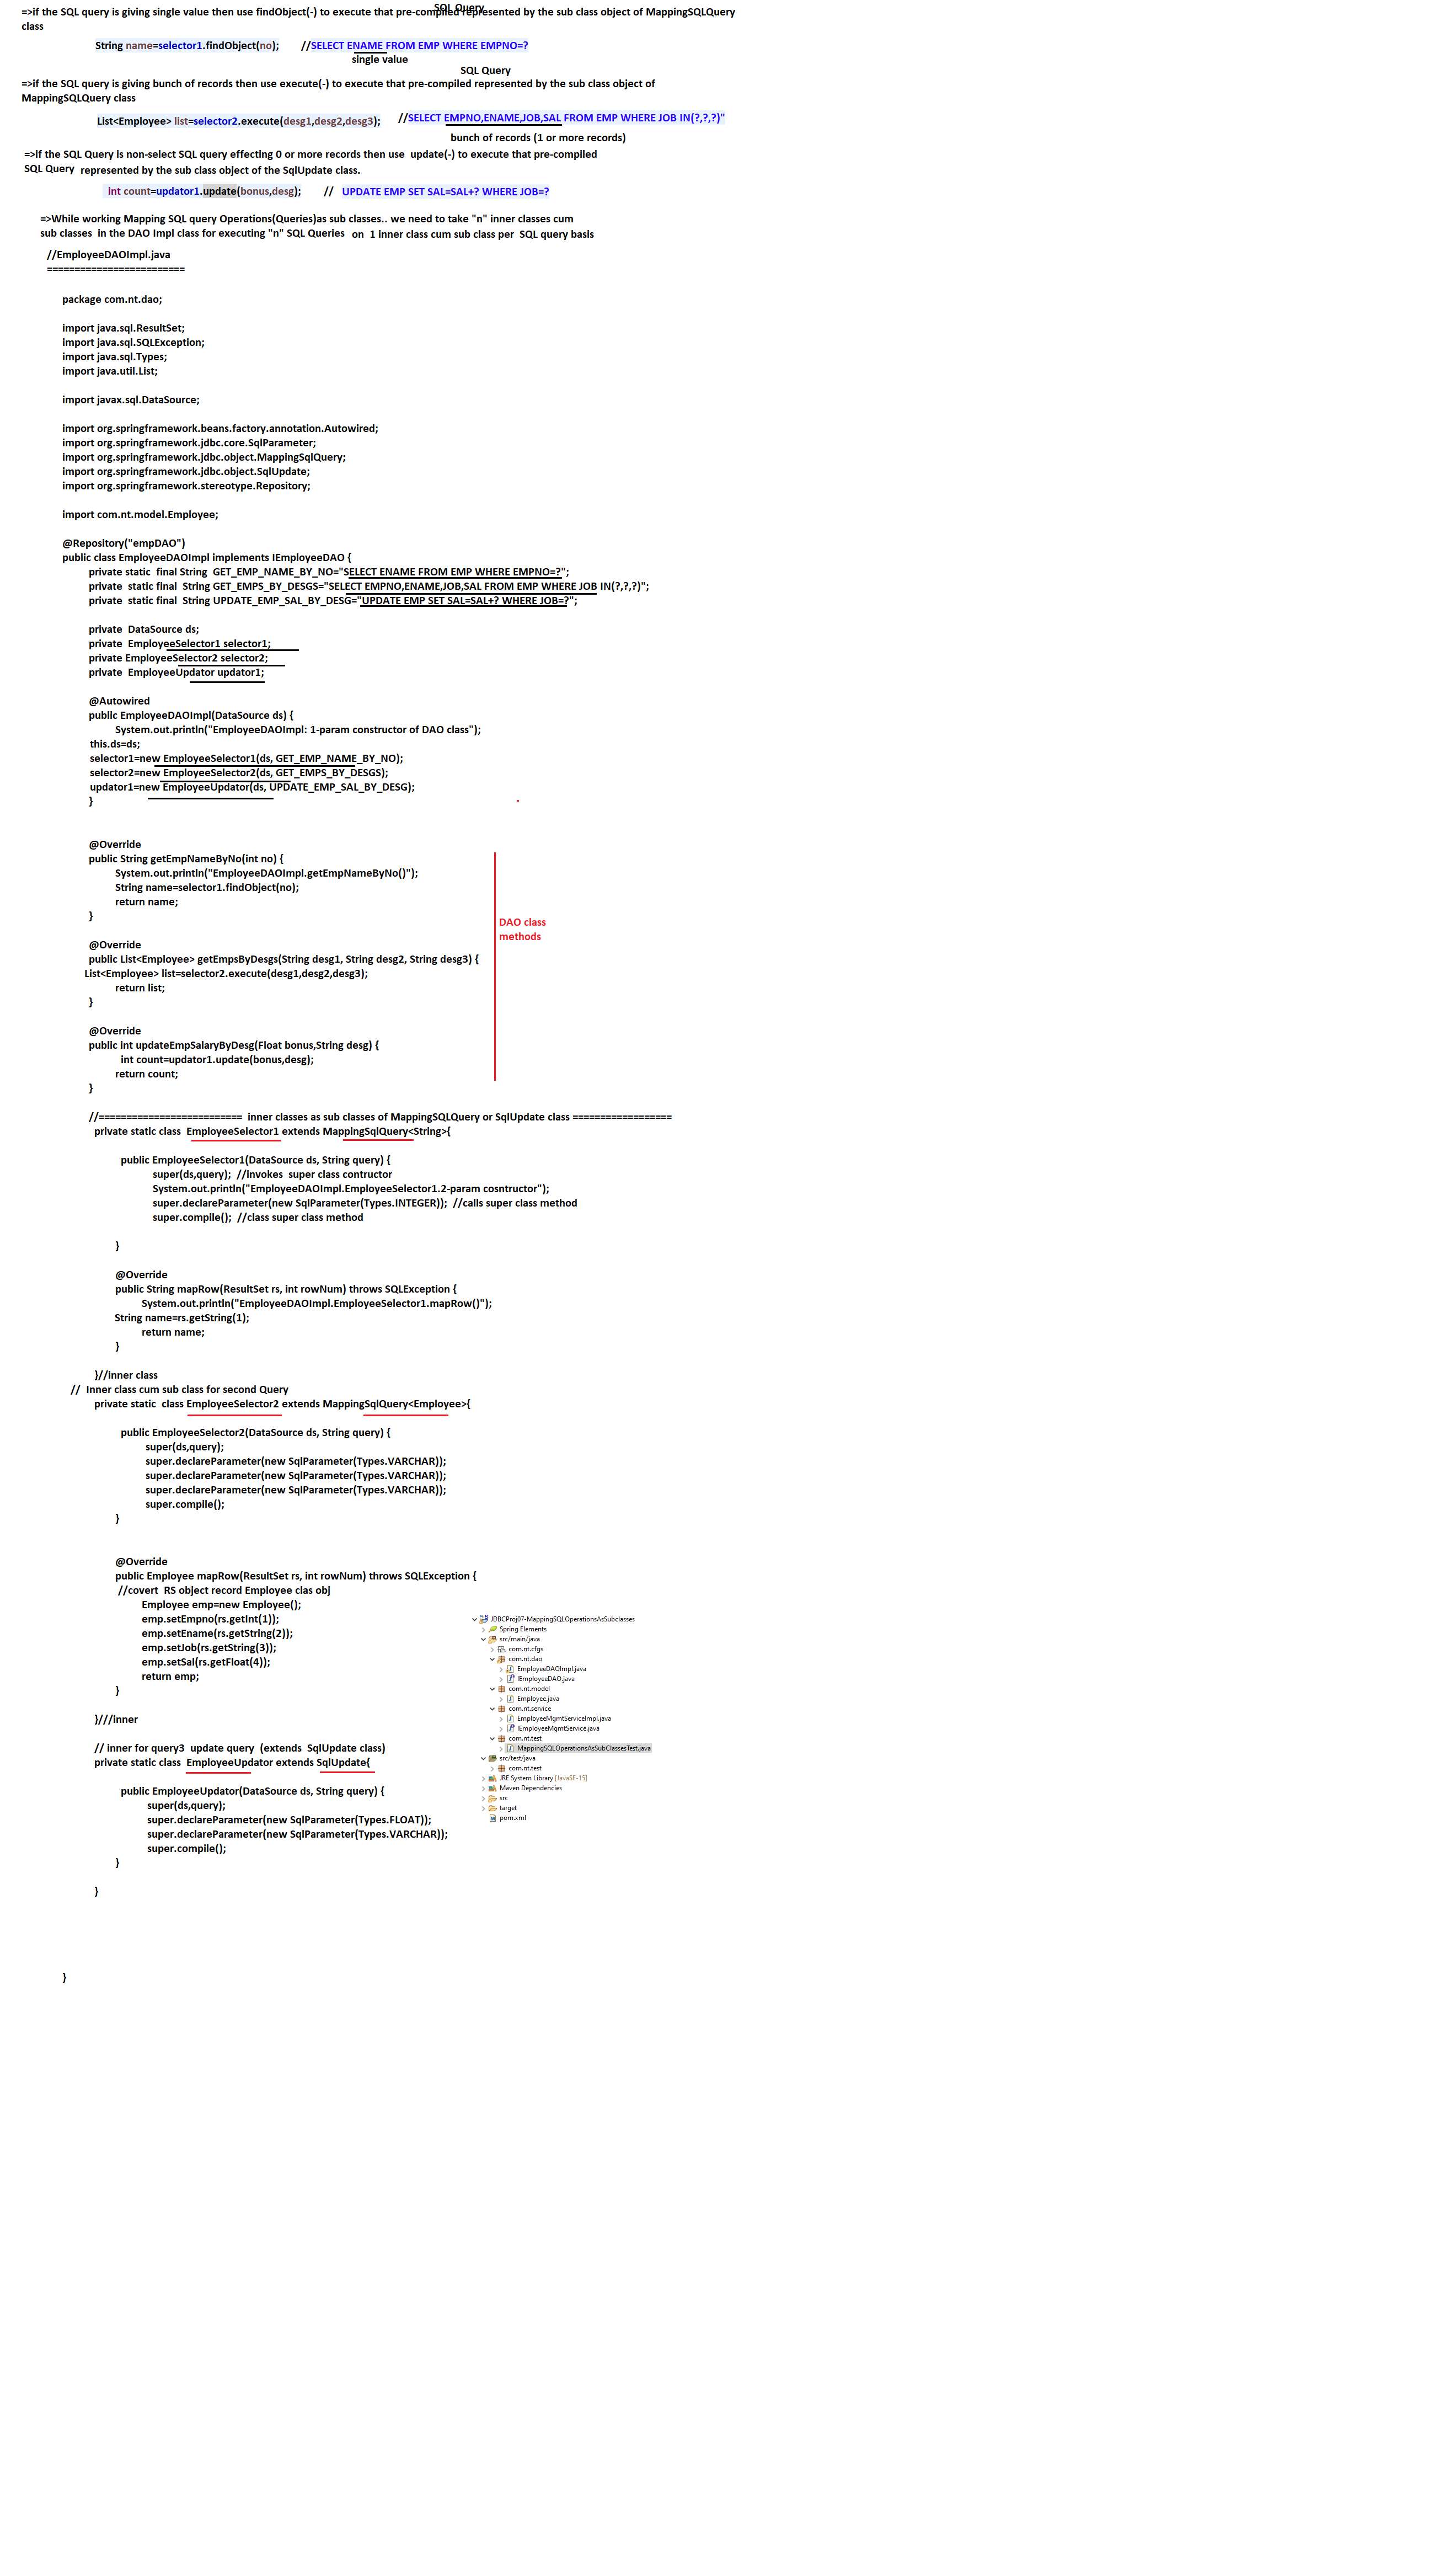 SQL Query
=>if the SQL query is giving single value then use findObject(-) to execute that pre-compiled represented by the sub class object of MappingSQLQuery
class
String name=selector1.findObject(no); //SELECT ENAME FROM EMP WHERE EMPNO=?
single value
SQL Query
=>if the SQL query is giving bunch of records then use execute(-) to execute that pre-compiled represented by the sub class object of
MappingSQLQuery class
List<Employee> list=selector2.execute(desg1,desg2,desg3); //SELECT EMPNO,ENAME,JOB,SAL FROM EMP WHERE JOB IN(?,?,?)"
bunch of records (1 or more records)
=>if the SQL Query is non-select SQL query effecting 0 or more records then use update(-) to execute that pre-compiled
SQL Query represented by the sub class object of the SqlUpdate class.
int count=updator1.update(bonus,desg); // UPDATE EMP SET SAL=SAL+? WHERE JOB=?
=>While working Mapping SQL query Operations(Queries)as sub classes.. we need to take "n" inner classes cum
sub classes in the DAO Impl class for executing "n" SQL Queries on 1 inner class cum sub class per SQL query basis
//EmployeeDAOImpl.java
=========================
package com.nt.dao;
import java.sql.ResultSet;
import java.sql.SQLException;
import java.sql.Types;
import java.util.List;
import javax.sql.DataSource;
import org.springframework.beans.factory.annotation.Autowired;
import org.springframework.jdbc.core.SqlParameter;
import org.springframework.jdbc.object.MappingSqlQuery;
import org.springframework.jdbc.object.SqlUpdate;
import org.springframework.stereotype.Repository;
import com.nt.model.Employee;
@Repository("empDAO")
public class EmployeeDAOImpl implements IEmployeeDAO {
private static final String GET_EMP_NAME_BY_NO="SELECT ENAME FROM EMP WHERE EMPNO=?";
private static final String GET_EMPS_BY_DESGS="SELECT EMPNO,ENAME,JOB,SAL FROM EMP WHERE JOB IN(?,?,?)";
private static final String UPDATE_EMP_SAL_BY_DESG="UPDATE EMP SET SAL=SAL+? WHERE JOB=?";
private DataSource ds;
private EmployeeSelector1 selector1;
private EmployeeSelector2 selector2;
private EmployeeUpdator updator1;
@Autowired
public EmployeeDAOImpl(DataSource ds) {
System.out.println("EmployeeDAOImpl: 1-param constructor of DAO class");
this.ds=ds;
selector1=new EmployeeSelector1(ds, GET_EMP_NAME_BY_NO);
selector2=new EmployeeSelector2(ds, GET_EMPS_BY_DESGS);
updator1=new EmployeeUpdator(ds, UPDATE_EMP_SAL_BY_DESG);
}
@Override
public String getEmpNameByNo(int no) {
System.out.println("EmployeeDAOImpl.getEmpNameByNo()");
String name=selector1.findObject(no);
return name;
}
DAO class
methods
@Override
public List<Employee> getEmpsByDesgs(String desg1, String desg2, String desg3) {
List<Employee> list=selector2.execute(desg1,desg2,desg3);
return list;
}
@Override
public int updateEmpSalaryByDesg(Float bonus,String desg) {
int count=updator1.update(bonus,desg);
return count;
}
//========================== inner classes as sub classes of MappingSQLQuery or SqlUpdate class ==================
private static class EmployeeSelector1 extends MappingSqlQuery<String>{
public EmployeeSelector1(DataSource ds, String query) {
super(ds,query); //invokes super class contructor
System.out.println("EmployeeDAOImpl.EmployeeSelector1.2-param cosntructor");
super.declareParameter(new SqlParameter(Types.INTEGER)); //calls super class method
super.compile(); //class super class method
}
@Override
public String mapRow(ResultSet rs, int rowNum) throws SQLException {
System.out.println("EmployeeDAOImpl.EmployeeSelector1.mapRow()");
String name=rs.getString(1);
return name;
}
}//inner class
// Inner class cum sub class for second Query
private static class EmployeeSelector2 extends MappingSqlQuery<Employee>{
public EmployeeSelector2(DataSource ds, String query) {
super(ds,query);
super.declareParameter(new SqlParameter(Types.VARCHAR));
super.declareParameter(new SqlParameter(Types.VARCHAR));
super.declareParameter(new SqlParameter(Types.VARCHAR));
super.compile();
}
@Override
public Employee mapRow(ResultSet rs, int rowNum) throws SQLException {
//covert RS object record Employee clas obj
Employee emp=new Employee();
emp.setEmpno(rs.getInt(1));
emp.setEname(rs.getString(2));
emp.setJob(rs.getString(3));
emp.setSal(rs.getFloat(4));
return emp;
}
}///inner
// inner for query3 update query (extends SqlUpdate class)
private static class EmployeeUpdator extends SqlUpdate{
public EmployeeUpdator(DataSource ds, String query) {
super(ds,query);
super.declareParameter(new SqlParameter(Types.FLOAT));
super.declareParameter(new SqlParameter(Types.VARCHAR));
super.compile();
}
}
}
JDBCProj07-MappingSQLOperationsAsSubclasses
Spring Elements
src/main/java
com.nt.cfgs
com.nt.dao
EmployeeDAOImpl.java
IEmployeeDAO.java
com.nt.model
Employee.java
com.nt.service
EmployeeMgmtServiceImpl.java
IEmployeeMgmtService.java
com.nt.test
MappingSQLOperationsAsSubClassesTest.java
src/test/java
com.nt.test
JRE System Library [JavaSE-15]
Maven Dependencies
src
target
pom.xml